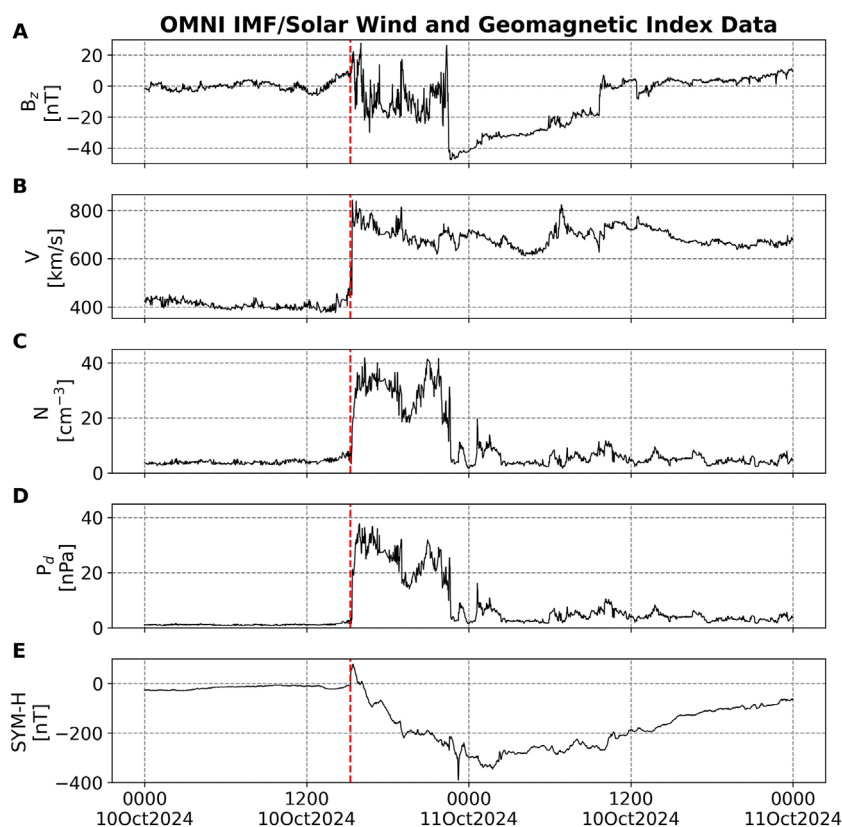 OMNI IMF/Solar Wind and Geomagnetic Index Data
A
B_z
[nT]
20
0
−20
−40
B
V
[km/s]
800
600
400
C
N
[cm⁻³]
40
20
0
D
P_d
[nPa]
40
20
0
E
SYM-H
[nT]
0
−200
−400
0000 1200 0000 1200 0000
10Oct2024 10Oct2024 11Oct2024 10Oct2024 11Oct2024